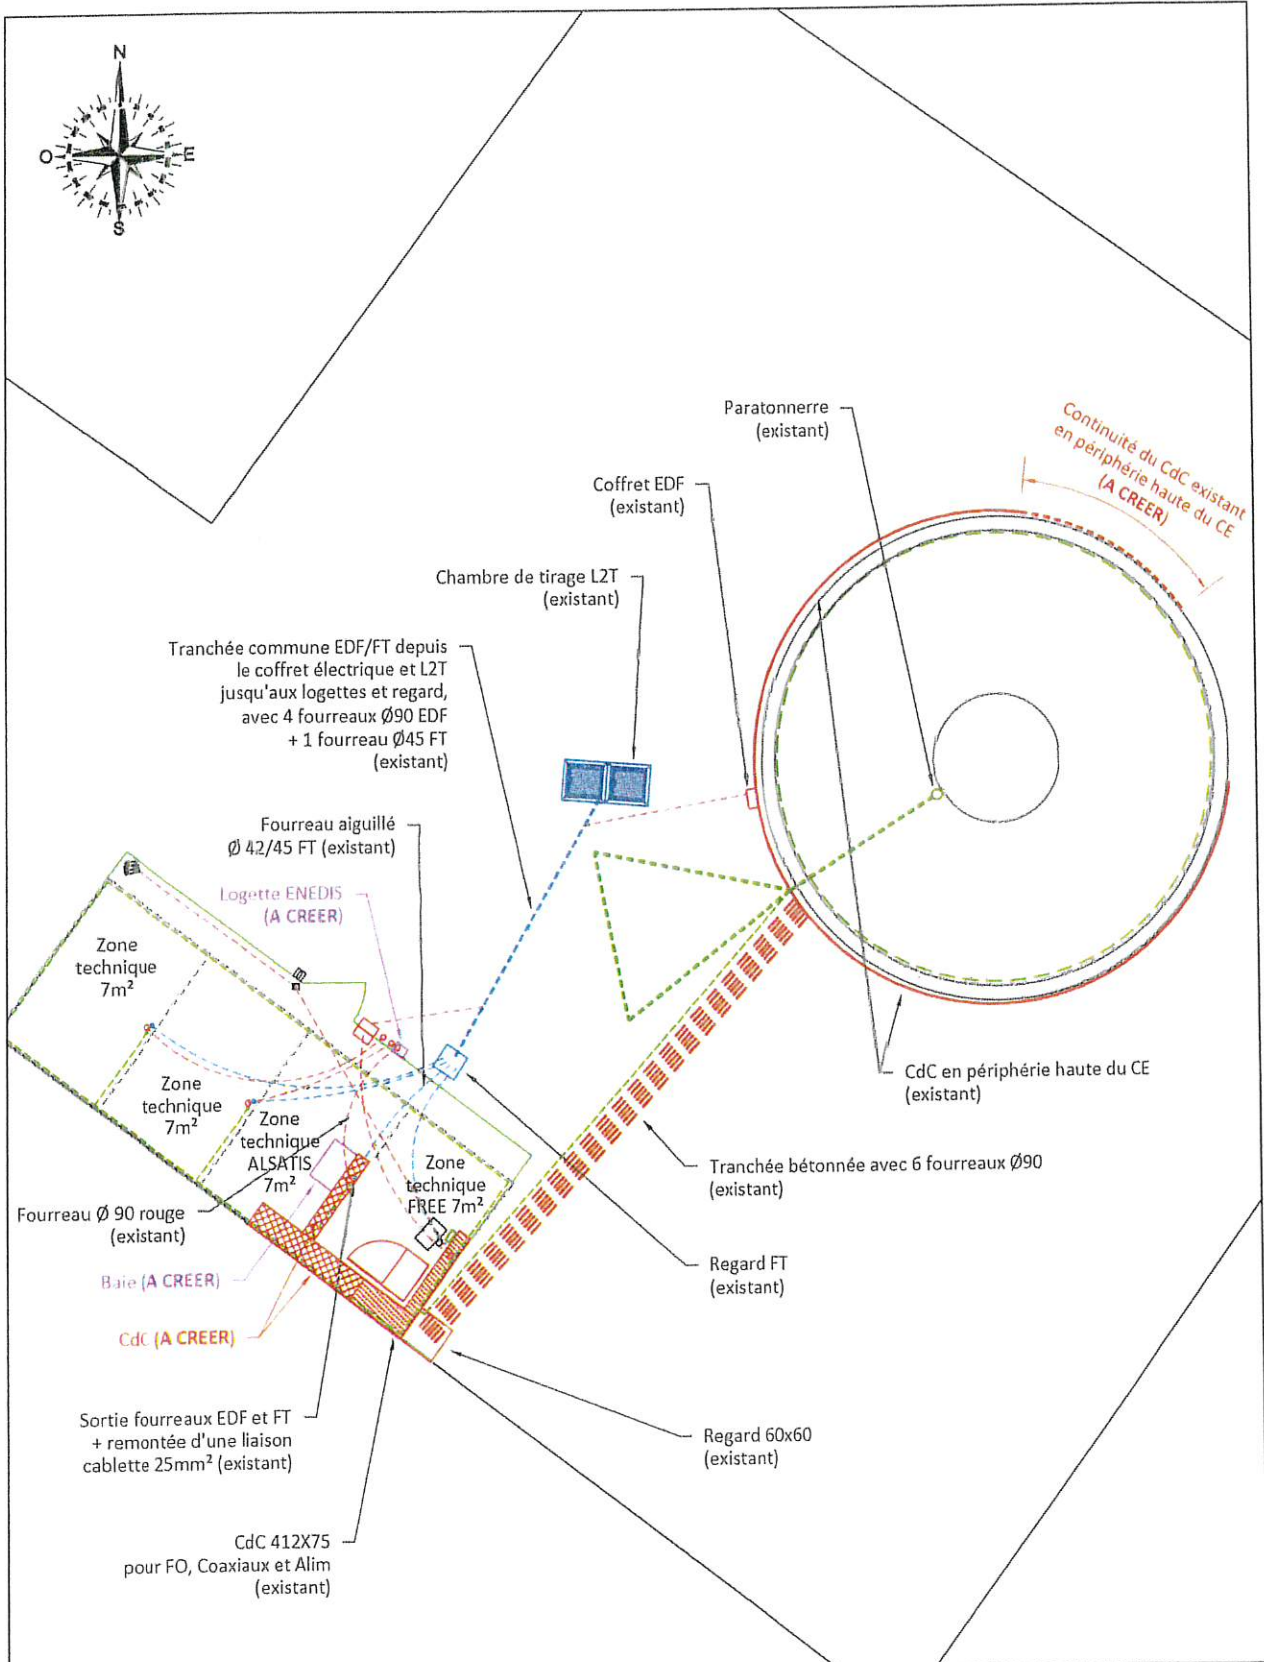 N
O
E
S
Paratonnerre
(existant)
Continuité du CdC existant
en périphérie haute du CE
(A CREER)
Coffret EDF
(existant)
Chambre de tirage L2T
(existant)
Tranchée commune EDF/FT depuis
le coffret électrique et L2T
jusqu'aux logettes et regard,
avec 4 fourreaux Ø90 EDF
+ 1 fourreau Ø45 FT
(existant)
Fourreau aiguillé
Ø 42/45 FT (existant)
Logette ENEDIS
(A CREER)
Zone
technique
7m²
Zone
technique
7m²
Zone
technique
ALSATIS
7m²
Zone
technique
FREE 7m²
CdC en périphérie haute du CE
(existant)
Tranchée bétonnée avec 6 fourreaux Ø90
(existant)
Fourreau Ø 90 rouge
(existant)
Regard FT
(existant)
Baie (A CREER)
CdC (A CREER)
Sortie fourreaux EDF et FT
+ remontée d'une liaison
cablette 25mm² (existant)
Regard 60x60
(existant)
CdC 412X75
pour FO, Coaxiaux et Alim
(existant)